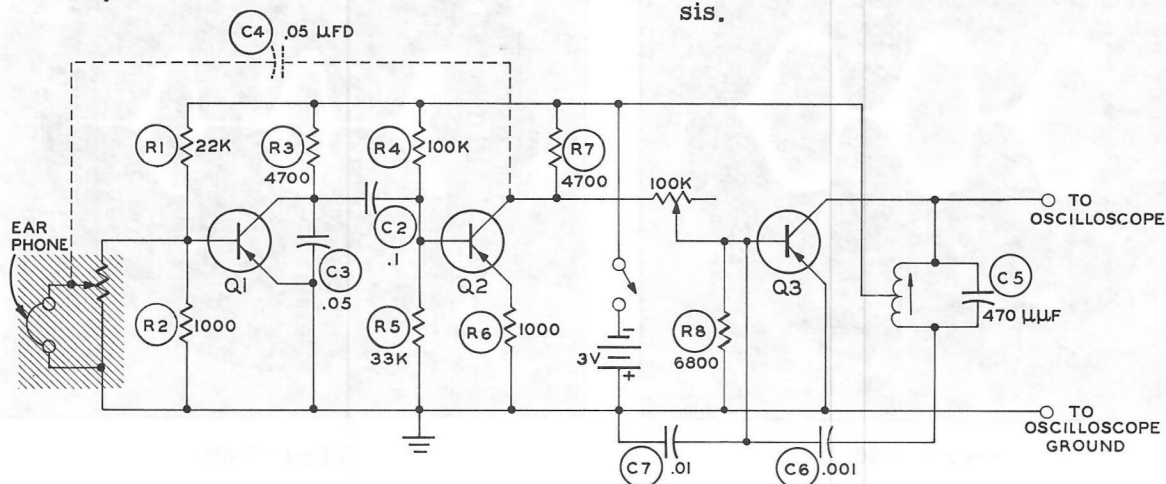 sis.
C4 .05 µFD
R1 22K
R3 4700
R4 100K
R7 4700
100K
TO
OSCILLOSCOPE
EAR
PHONE
Q1
C2 .1
C3 .05
Q2
Q3
C5
470 µµF
R2 1000
R5 33K
R6 1000
3V
-
+
R8 6800
TO
OSCILLOSCOPE
GROUND
C7 .01
C6 .001